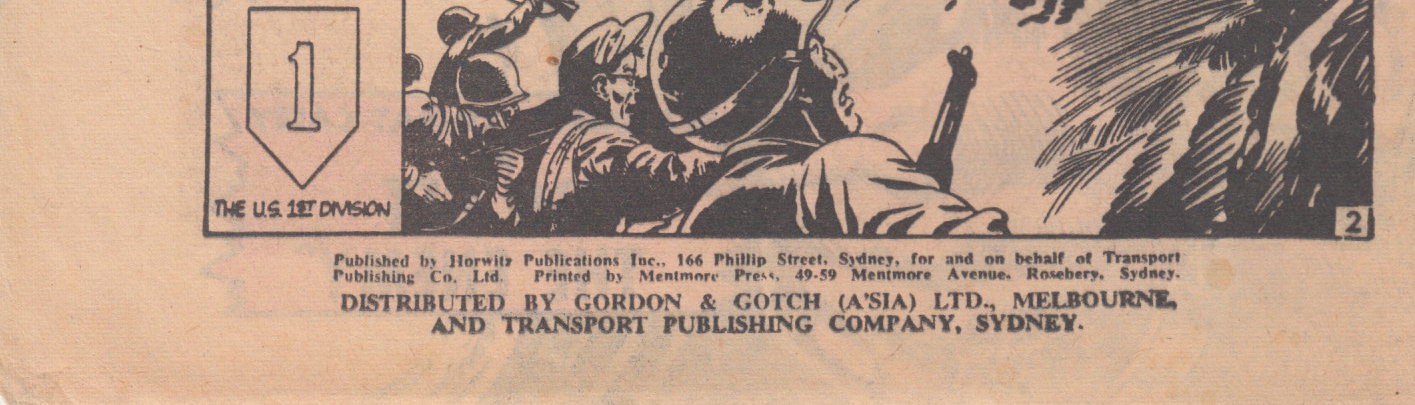 1
THE U.S. 1ST DIVISION
2
Published by Horwitz Publications Inc., 166 Phillip Street, Sydney, for and on behalf of Transport
Publishing Co. Ltd. Printed by Mentmore Press, 49-59 Mentmore Avenue, Rosebery, Sydney.
DISTRIBUTED BY GORDON & GOTCH (A'SIA) LTD., MELBOURNE,
AND TRANSPORT PUBLISHING COMPANY, SYDNEY.